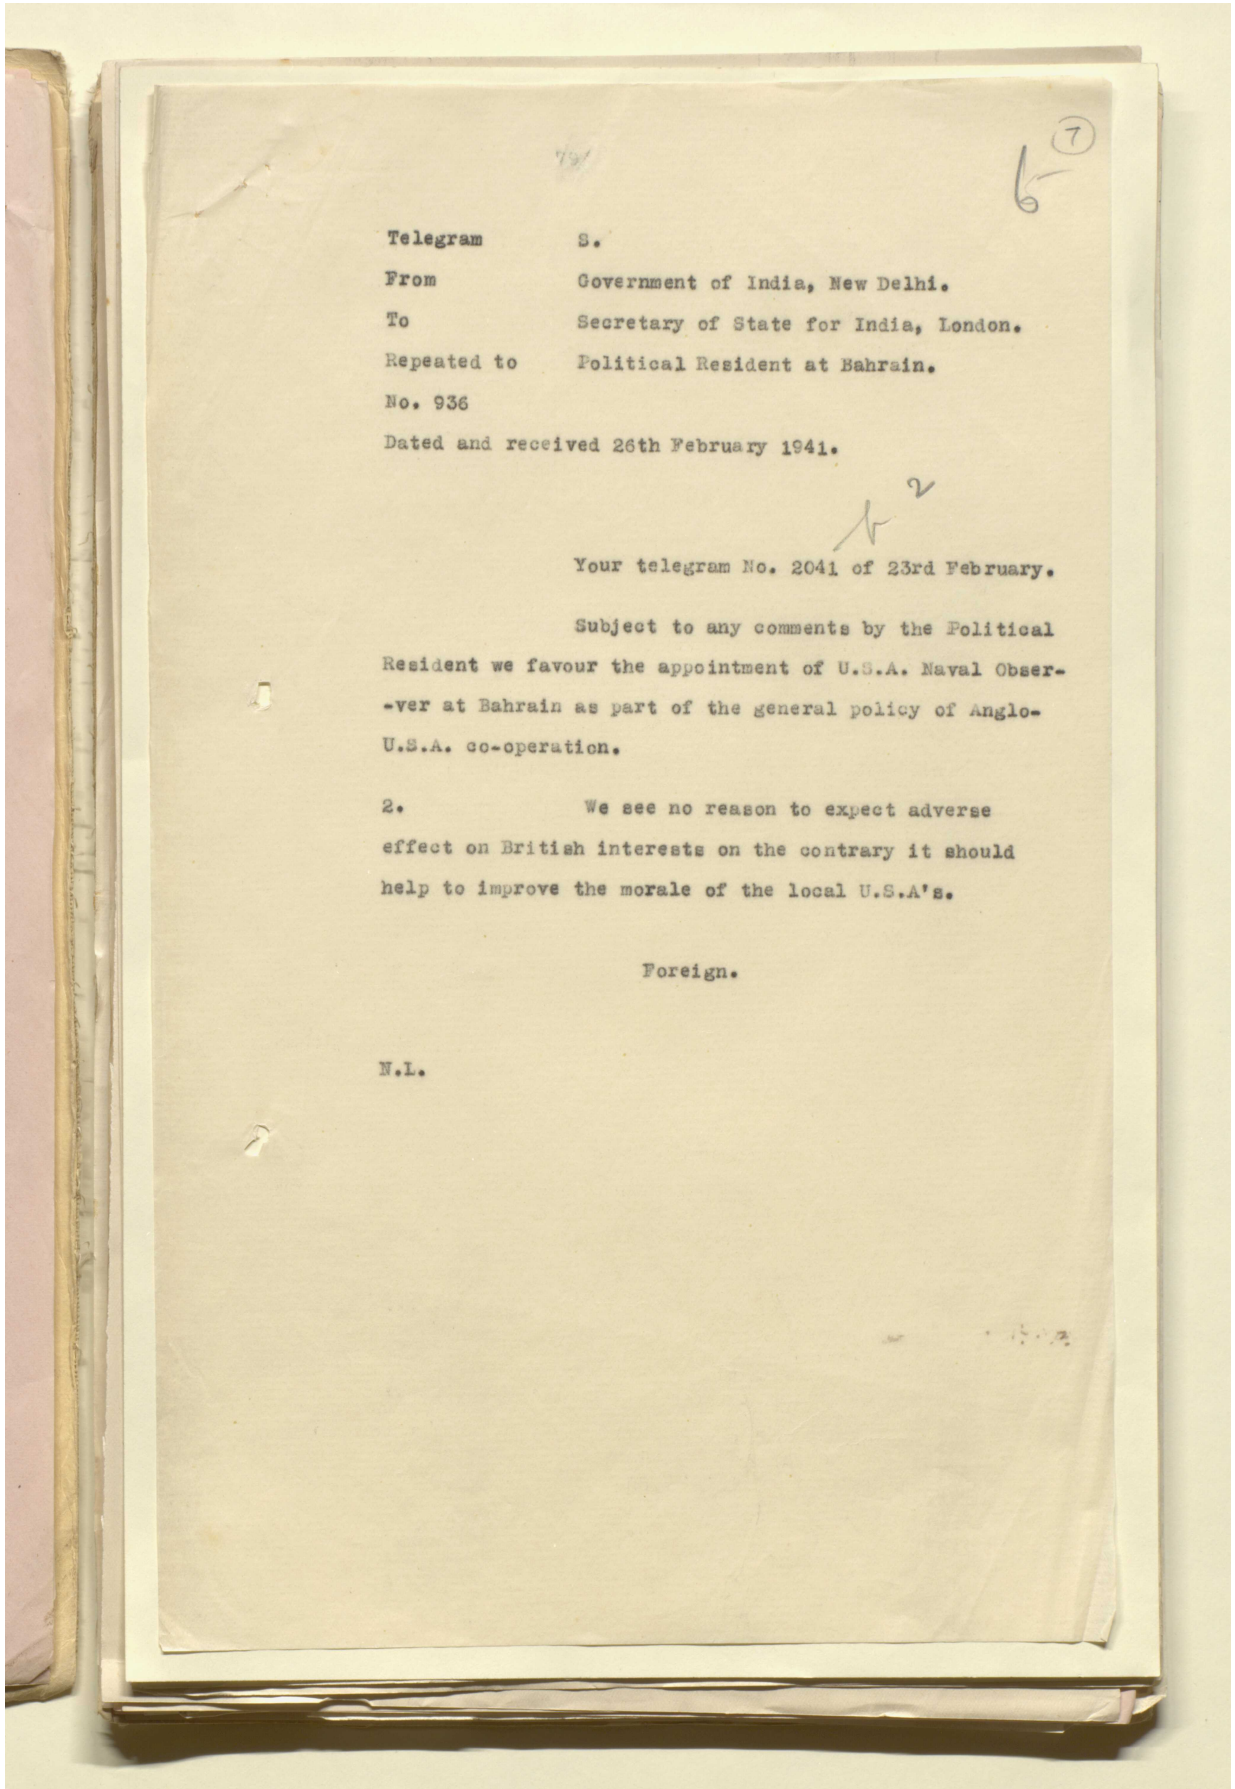 7
Telegram S.
From Government of India, New Delhi.
To Secretary of State for India, London.
Repeated to Political Resident at Bahrain.
No. 936
Dated and received 26th February 1941.
2
Your telegram No. 2041 of 23rd February.
Subject to any comments by the Political
Resident we favour the appointment of U.S.A. Naval Obser-
-ver at Bahrain as part of the general policy of Anglo-
U.S.A. co-operation.
2. We see no reason to expect adverse
effect on British interests on the contrary it should
help to improve the morale of the local U.S.A's.
Foreign.
N.L.